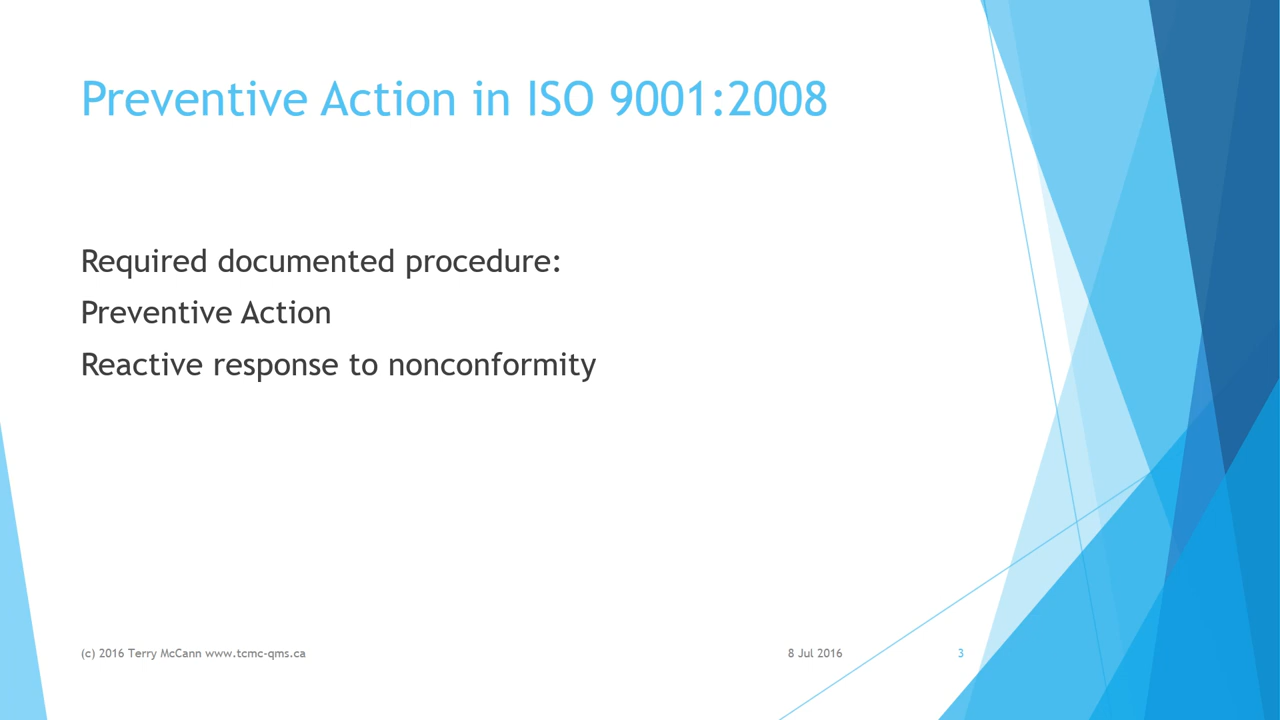 Preventive Action in ISO 9001:2008
Required documented procedure:
Preventive Action
Reactive response to nonconformity
(c) 2016 Terry McCann www.tcmc-qms.ca
8 Jul 2016
3